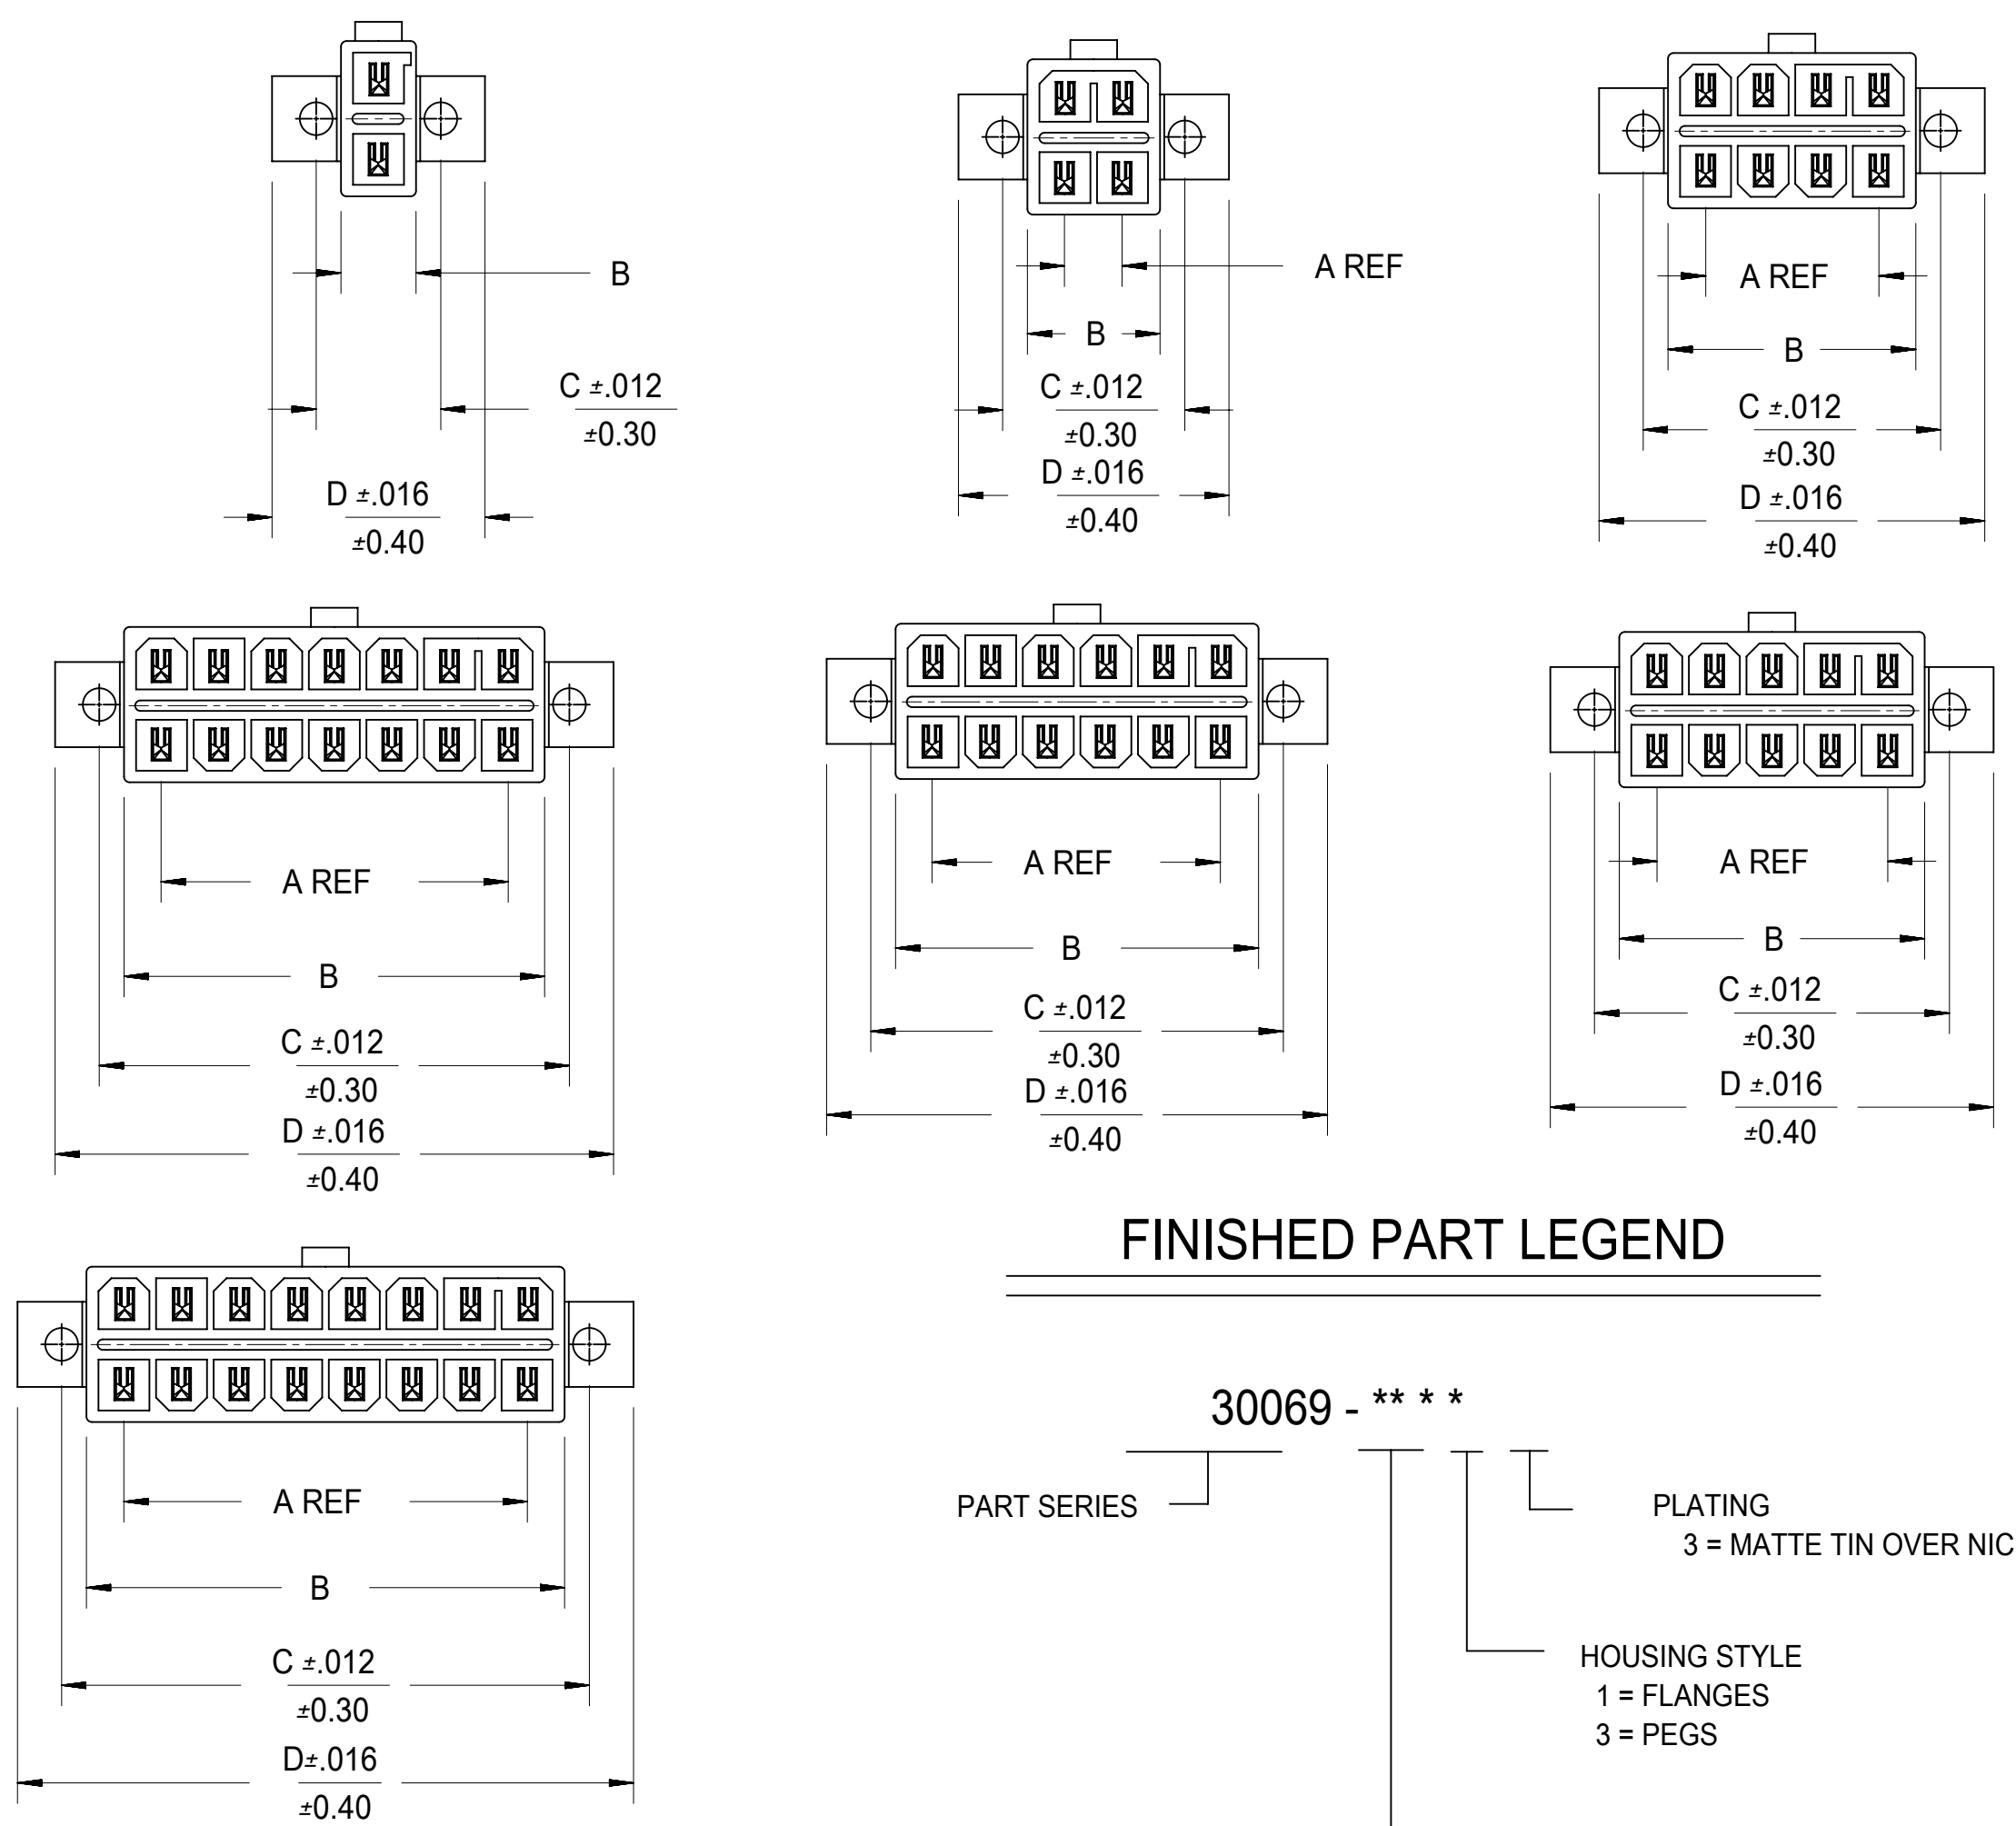 B
C ±.012
±0.30
D ±.016
±0.40
A REF
B
C ±.012
±0.30
D ±.016
±0.40
A REF
B
C ±.012
±0.30
D ±.016
±0.40
A REF
B
C ±.012
±0.30
D ±.016
±0.40
A REF
B
C ±.012
±0.30
D ±.016
±0.40
A REF
B
C ±.012
±0.30
D ±.016
±0.40
A REF
B
C ±.012
±0.30
D±.016
±0.40
FINISHED PART LEGEND
30069 - ** * *
PART SERIES
PLATING
3 = MATTE TIN OVER NIC
HOUSING STYLE
1 = FLANGES
3 = PEGS